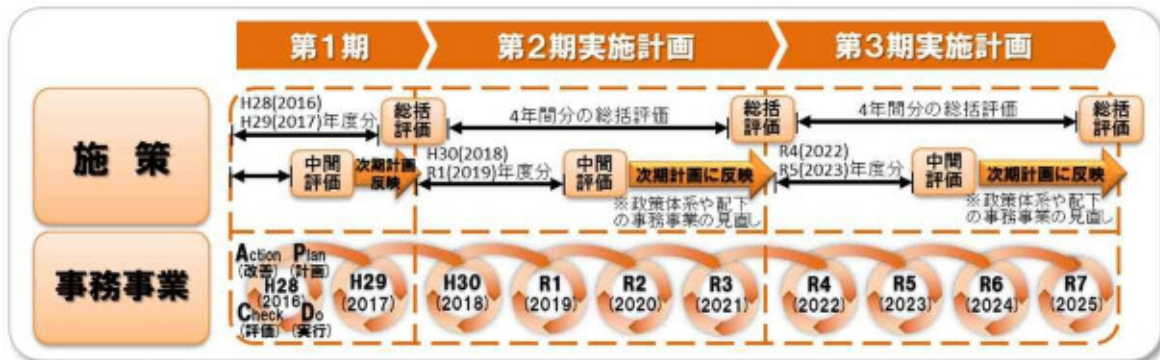 第1期
第2期実施計画
第3期実施計画
施策
H28(2016)
H29(2017)年度分
総括
評価
4年間分の総括評価
総括
評価
4年間分の総括評価
総括
評価
中間
評価
次期計画
反映
H30(2018)
R1(2019)年度分
中間
評価
次期計画に反映
※政策体系や配下
の事務事業の見直し
R4(2022)
R5(2023)年度分
中間
評価
次期計画に反映
※政策体系や配下
の事務事業の見直し
事務事業
Action Plan
(改善) (計画)
H28
(2016)
Check Do
(評価) (実行)
H29
(2017)
H30
(2018)
R1
(2019)
R2
(2020)
R3
(2021)
R4
(2022)
R5
(2023)
R6
(2024)
R7
(2025)